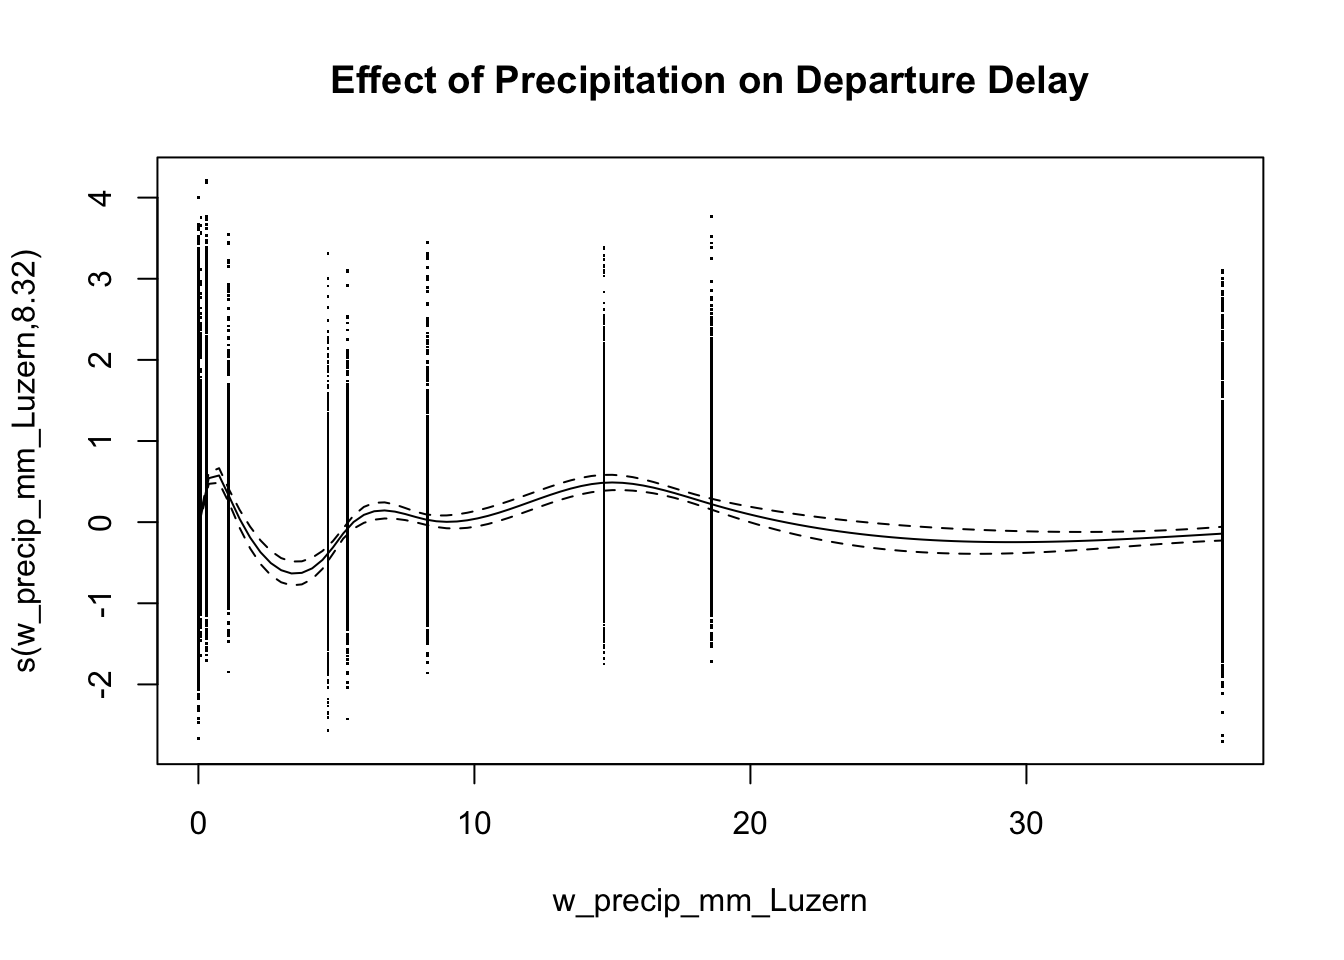 Effect of Precipitation on Departure Delay
s(w_precip_mm_Luzern,8.32)
4
3
2
1
0
-1
-2
0 10 20 30
w_precip_mm_Luzern